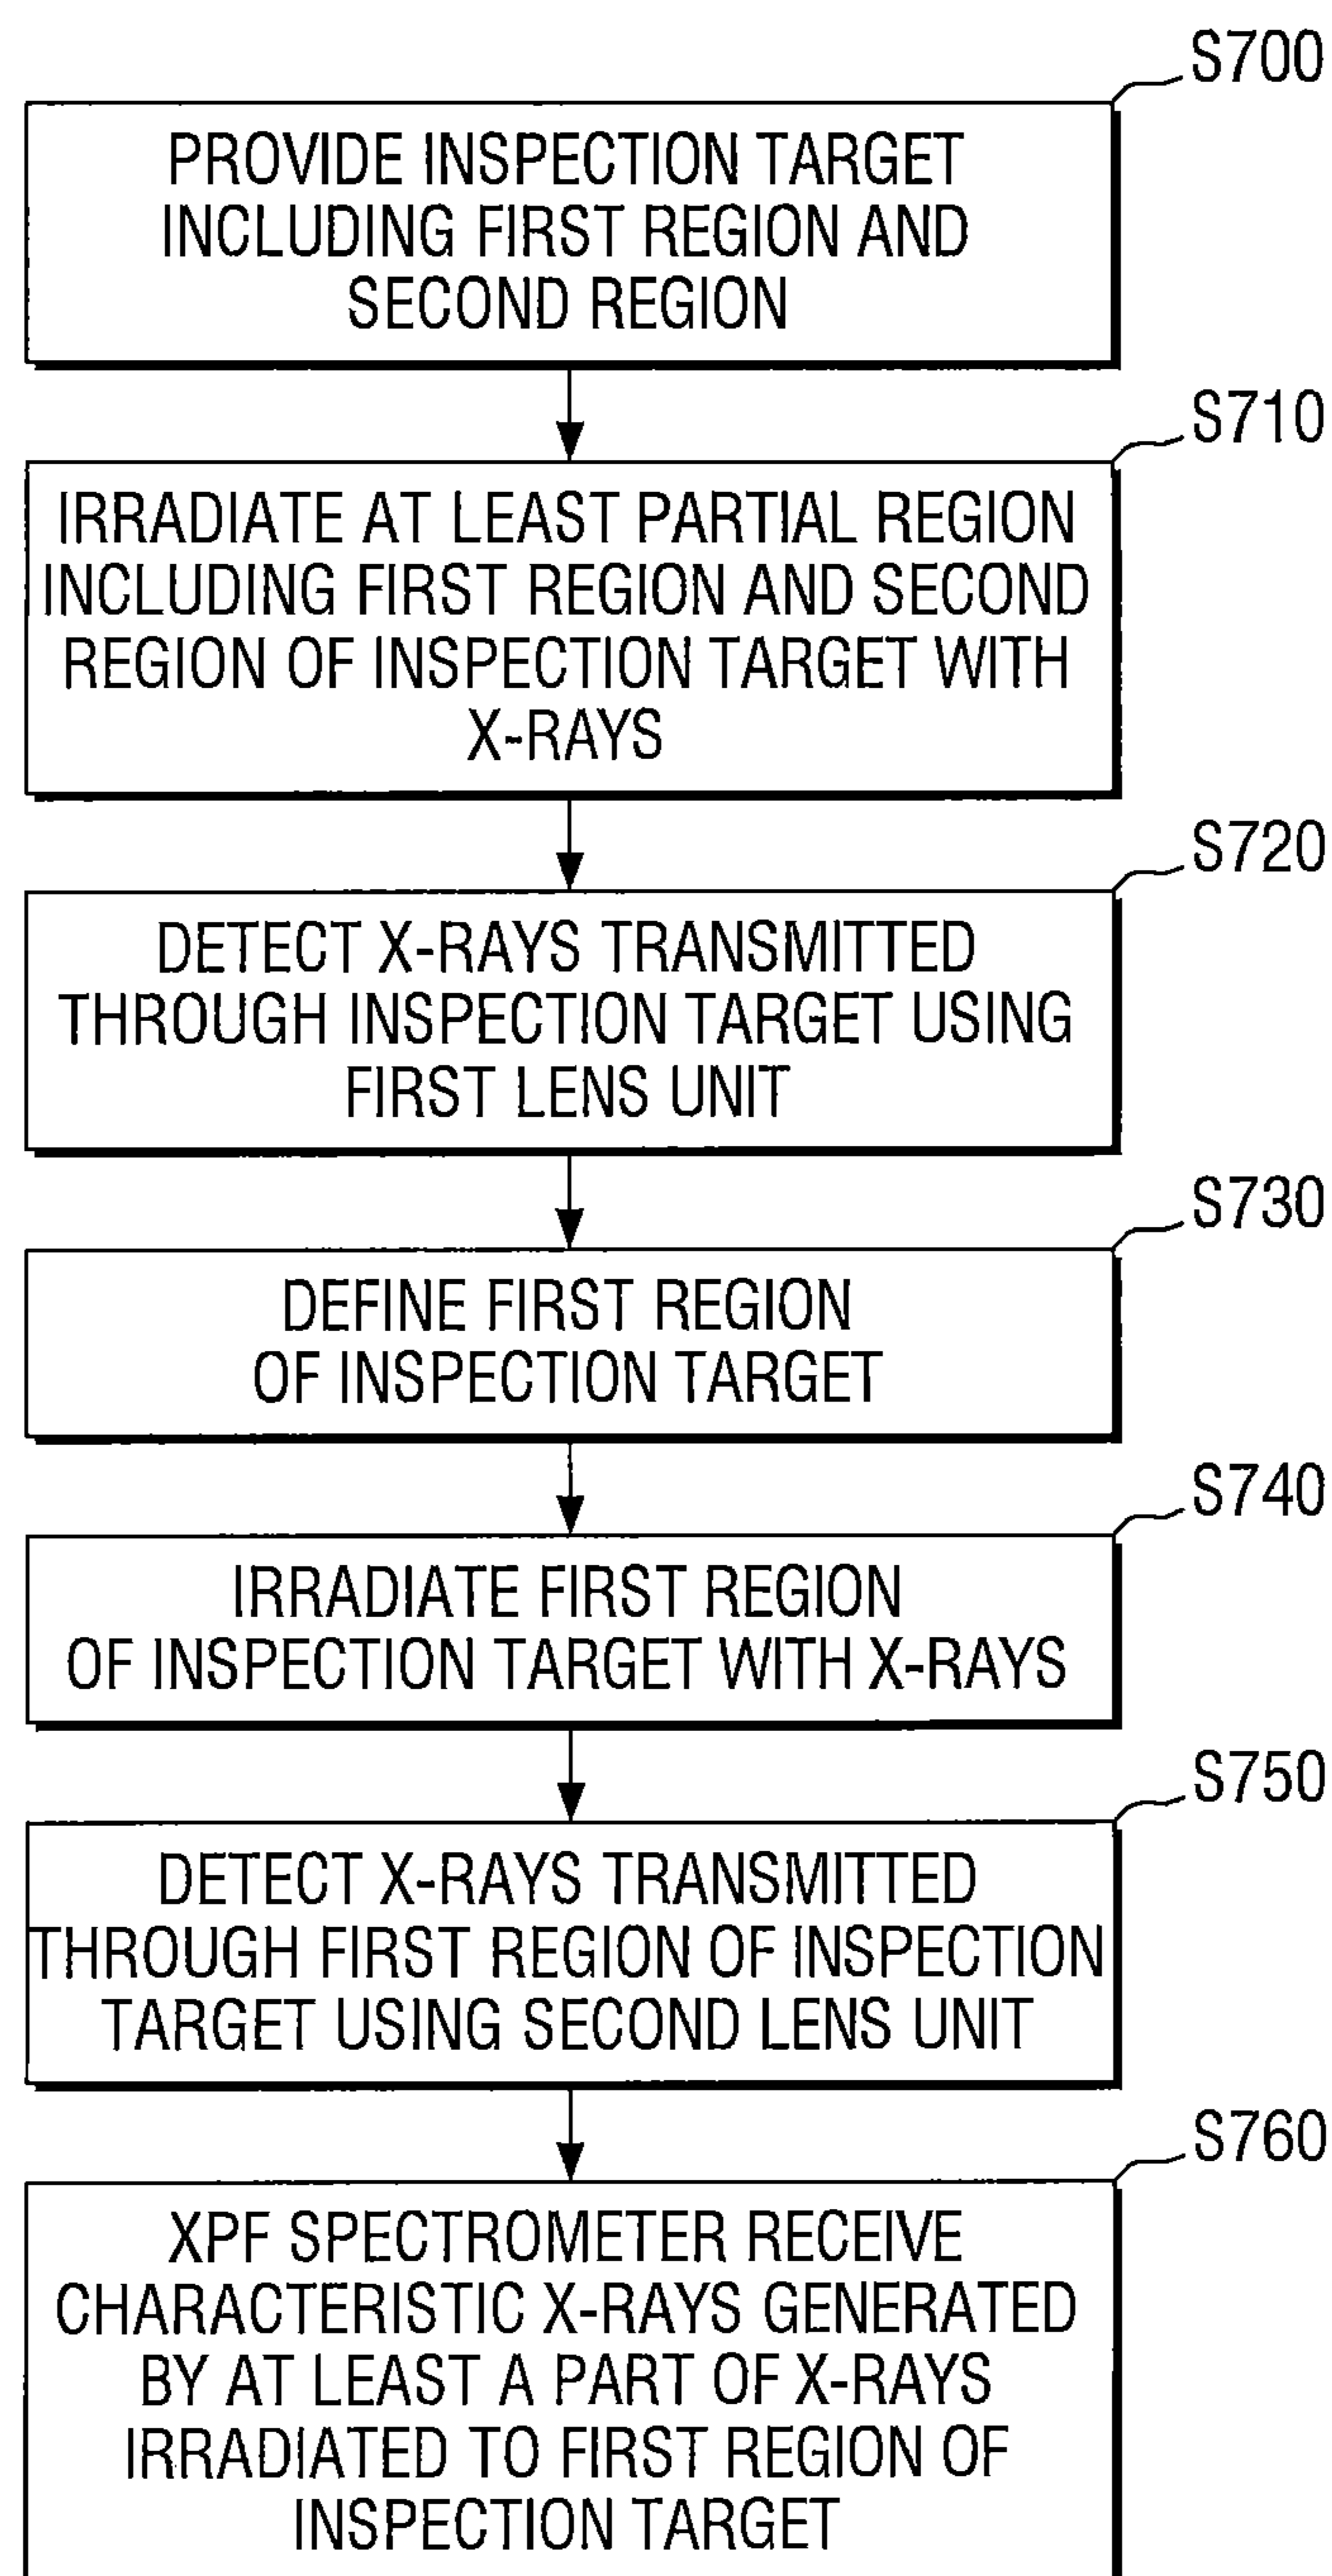 S700
PROVIDE INSPECTION TARGET
INCLUDING FIRST REGION AND
SECOND REGION
S710
IRRADIATE AT LEAST PARTIAL REGION
INCLUDING FIRST REGION AND SECOND
REGION OF INSPECTION TARGET WITH
X-RAYS
S720
DETECT X-RAYS TRANSMITTED
THROUGH INSPECTION TARGET USING
FIRST LENS UNIT
S730
DEFINE FIRST REGION
OF INSPECTION TARGET
S740
IRRADIATE FIRST REGION
OF INSPECTION TARGET WITH X-RAYS
S750
DETECT X-RAYS TRANSMITTED
THROUGH FIRST REGION OF INSPECTION
TARGET USING SECOND LENS UNIT
S760
XPF SPECTROMETER RECEIVE
CHARACTERISTIC X-RAYS GENERATED
BY AT LEAST A PART OF X-RAYS
IRRADIATED TO FIRST REGION OF
INSPECTION TARGET